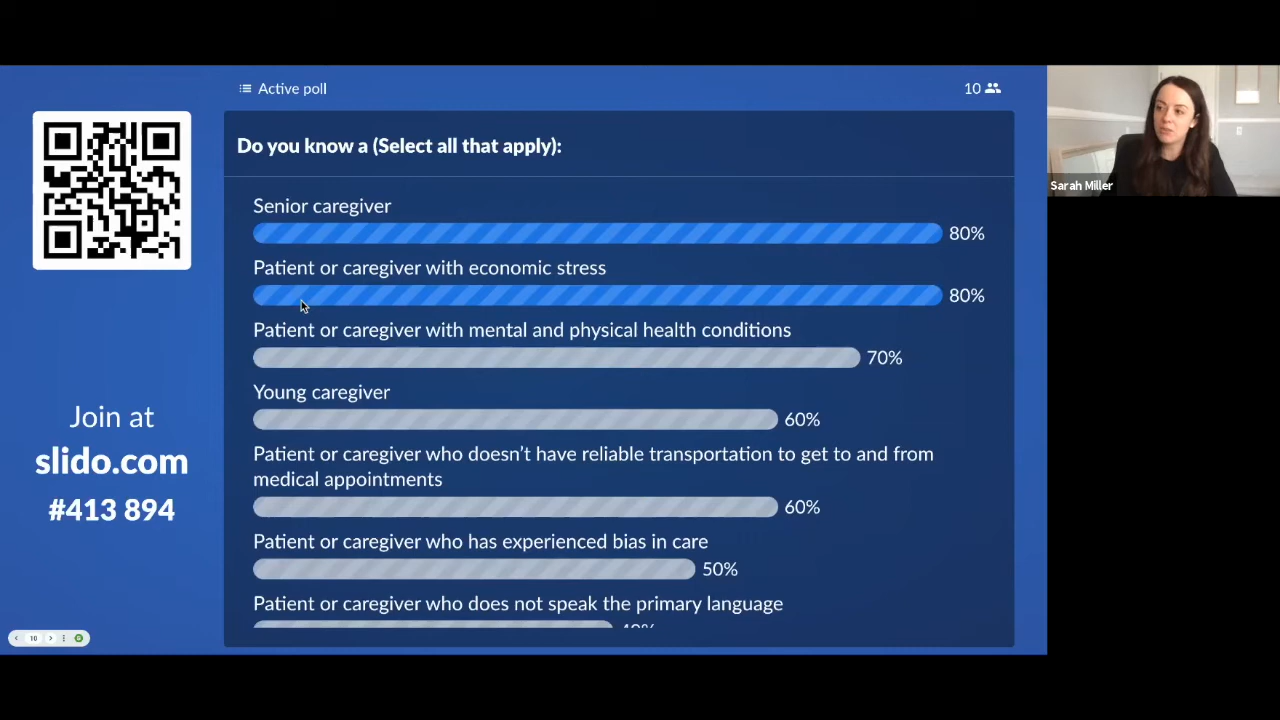 Active poll
10
Do you know a (Select all that apply):
Senior caregiver
80%
Patient or caregiver with economic stress
80%
Patient or caregiver with mental and physical health conditions
70%
Young caregiver
60%
Patient or caregiver who doesn't have reliable transportation to get to and from
medical appointments
60%
Patient or caregiver who has experienced bias in care
50%
Patient or caregiver who does not speak the primary language
Join at
slido.com
#413 894
10
Sarah Miller